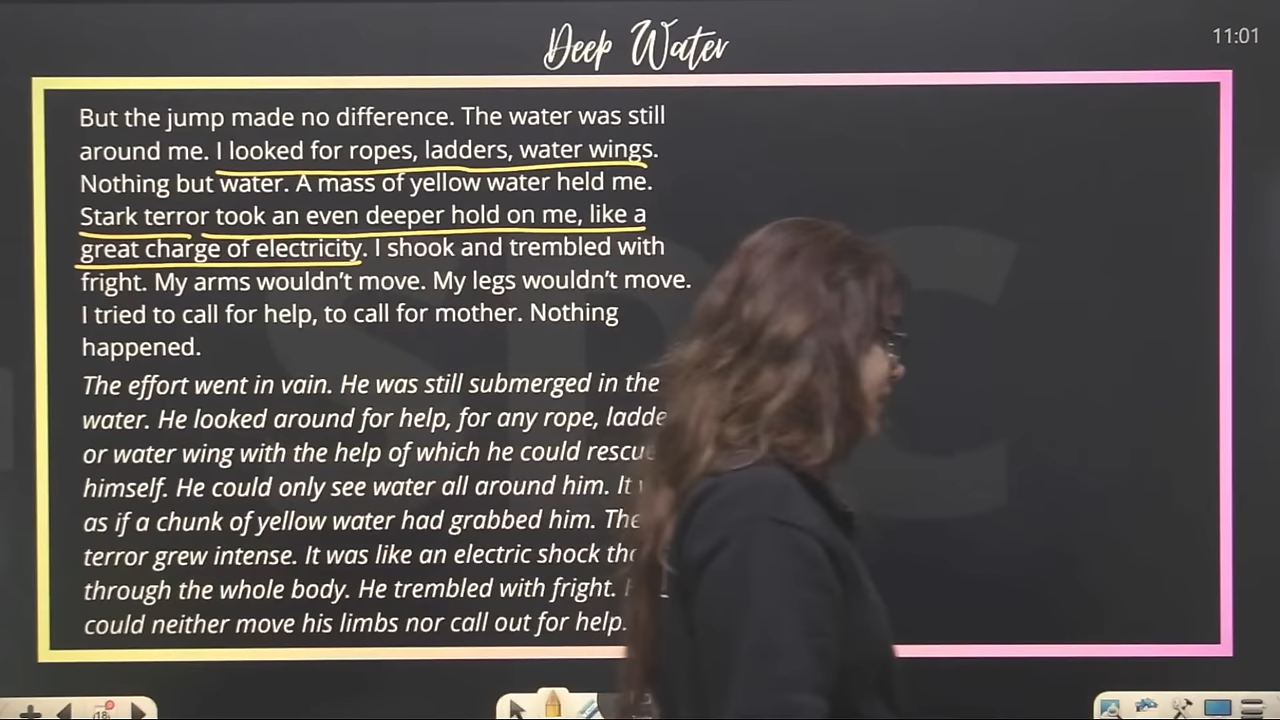 Deep Water
11:01
But the jump made no difference. The water was still
around me. I looked for ropes, ladders, water wings.
Nothing but water. A mass of yellow water held me.
Stark terror took an even deeper hold on me, like a
great charge of electricity. I shook and trembled with
fright. My arms wouldn't move. My legs wouldn't move.
I tried to call for help, to call for mother. Nothing
happened.
The effort went in vain. He was still submerged in the
water. He looked around for help, for any rope,
or water wing with the help of which he could
himself. He could only see water all around him. It
as if a chunk of yellow water had grabbed him.
terror grew intense. It was like an electric shock
through the whole body. He trembled with fright.
could neither move his limbs nor call out for help.
18